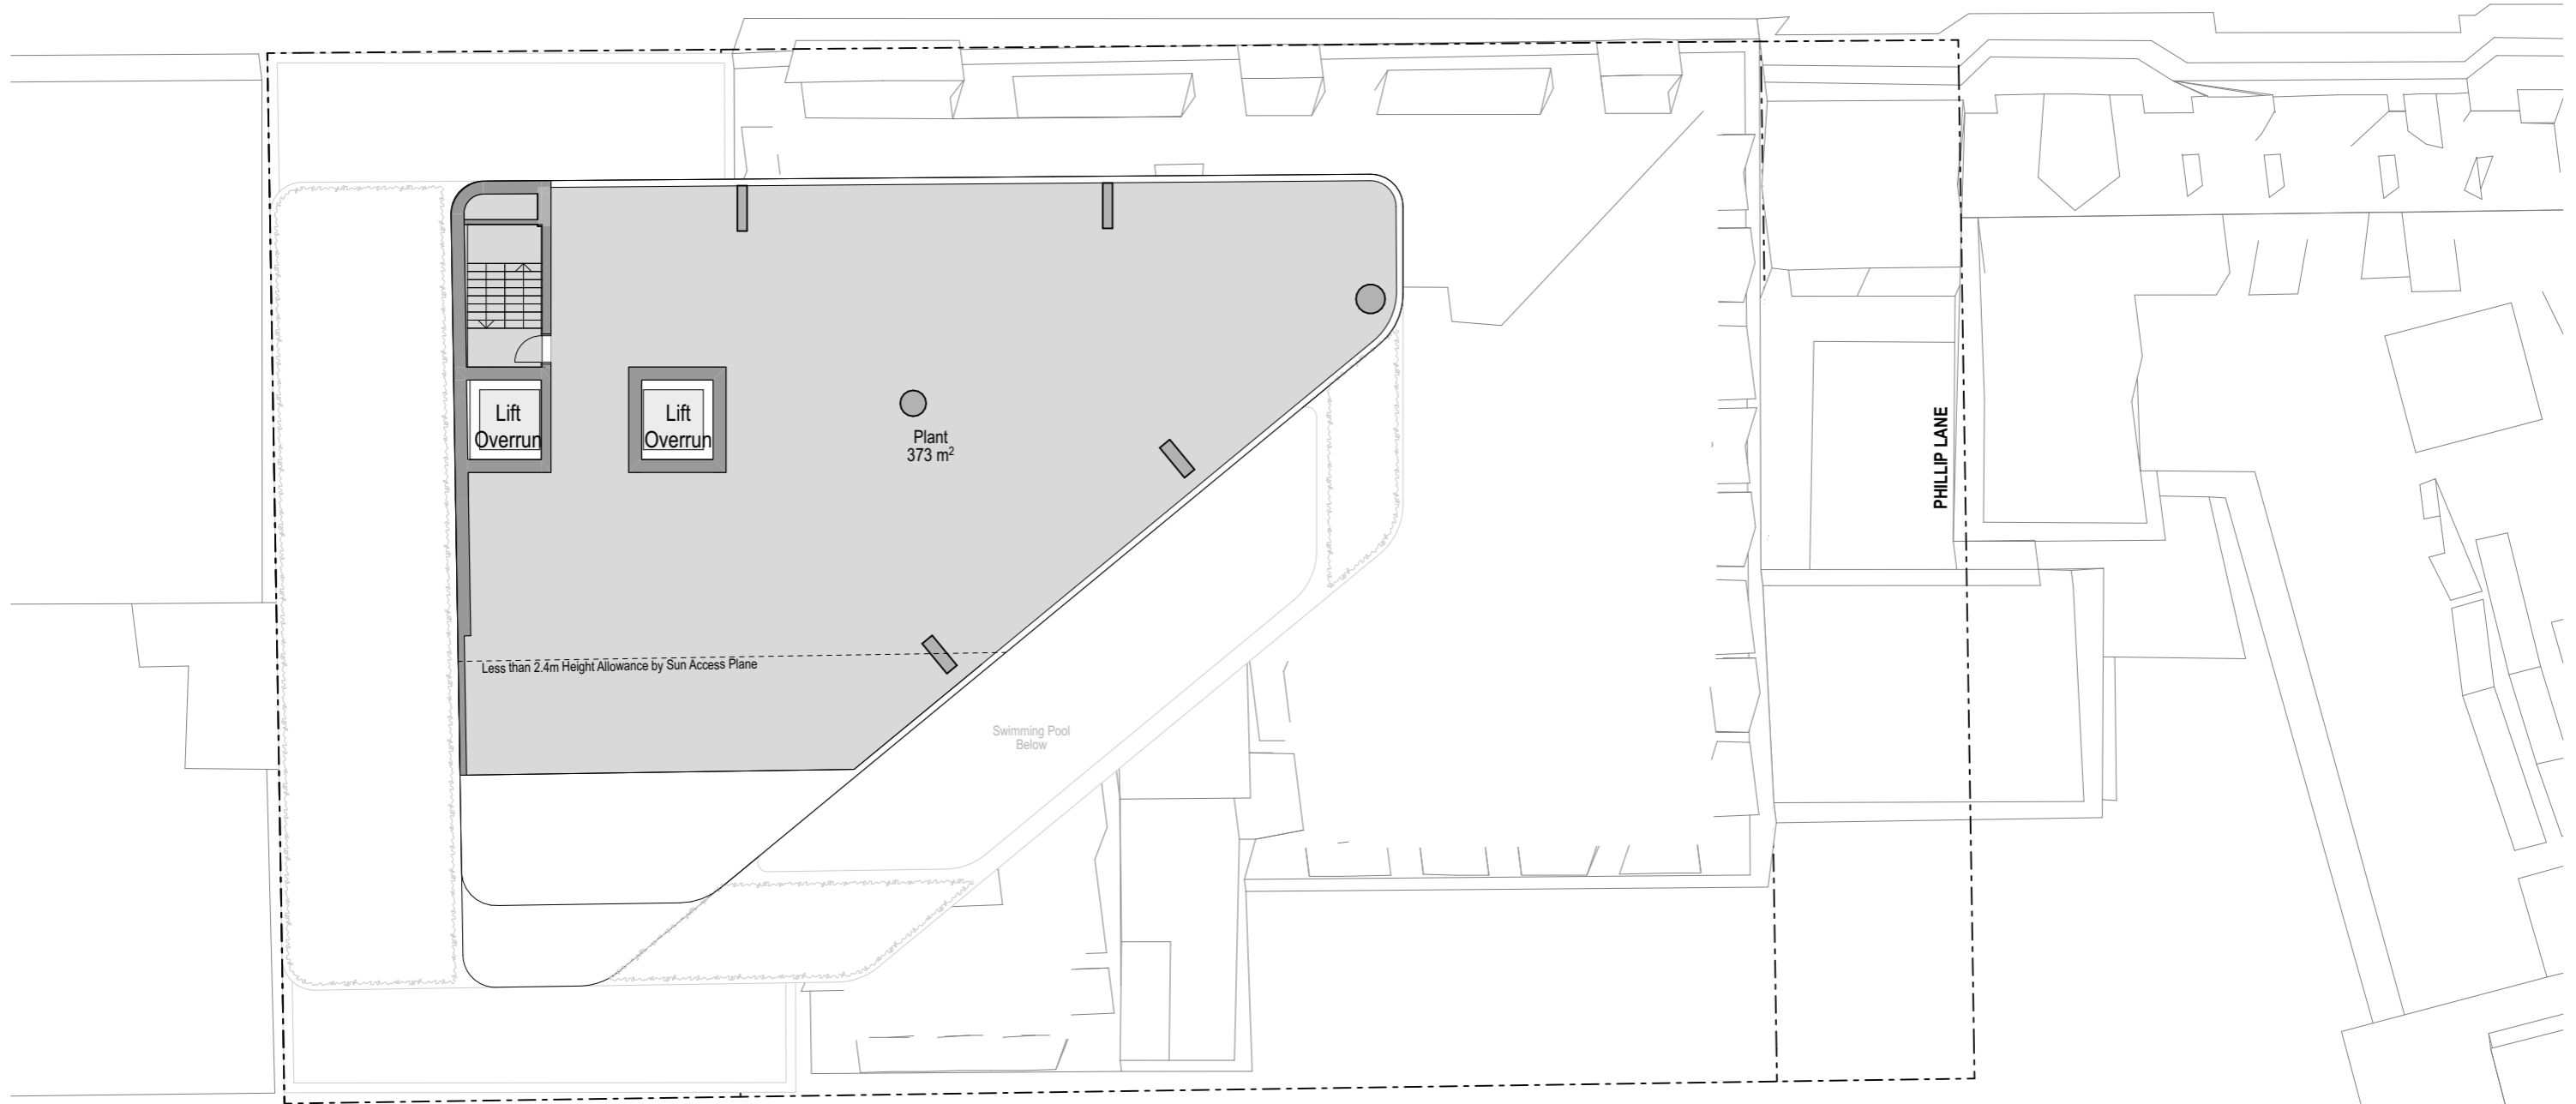 Lift
Overrun
Lift
Overrun
Plant
373 m²
PHILLIP LANE
Less than 2.4m Height Allowance by Sun Access Plane
Swimming Pool
Below